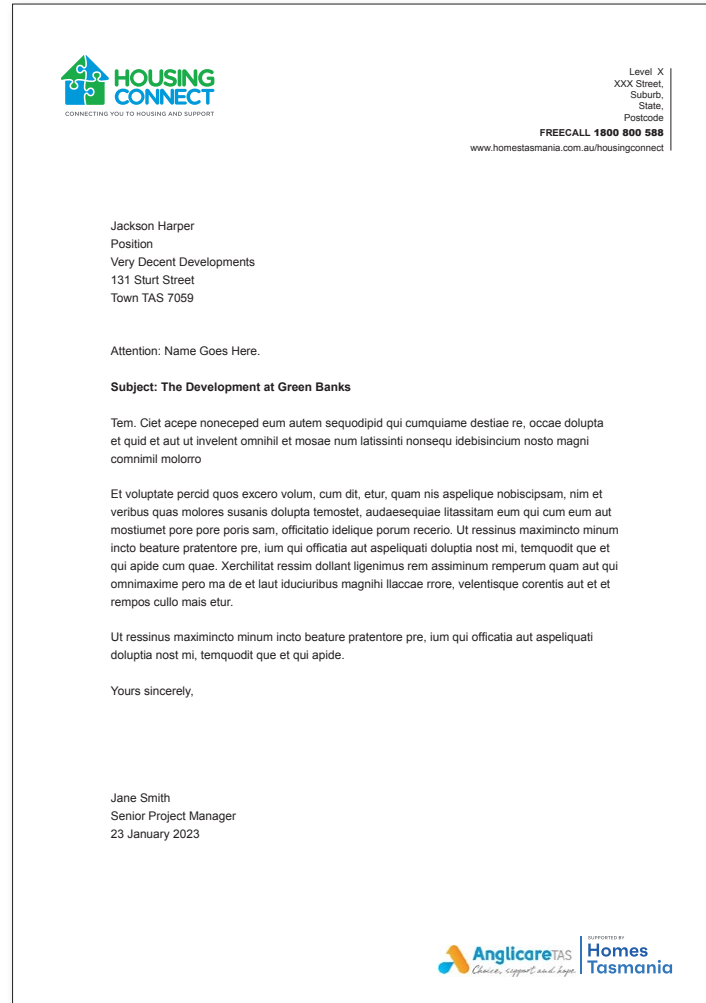 HOUSING
CONNECT
CONNECTING YOU TO HOUSING AND SUPPORT
Level X
XXX Street,
Suburb,
State,
Postcode
FREECALL 1800 800 588
www.homestasmania.com.au/housingconnect
Jackson Harper
Position
Very Decent Developments
131 Sturt Street
Town TAS 7059
Attention: Name Goes Here.
Subject: The Development at Green Banks
Tem. Ciet acepe noneceped eum autem sequodipid qui cumquiame destiae re, occae dolupta
et quid et aut ut invelent omnihil et mosae num latissinti nonsequ idebisincium nosto magni
comnimil molorro
Et voluptate percid quos excero volum, cum dit, etur, quam nis aspelique nobiscipsam, nim et
veribus quas molores susanis dolupta temostet, audaesequiae litassitam eum qui cum eum aut
mostiumet pore pore poris sam, officitatio idelique porum recerio. Ut ressinus maximincto minum
incto beature pratentore pre, ium qui officatia aut aspeliquati doluptia nost mi, temquodit que et
qui apide cum quae. Xerchilitat ressim dollant ligenimus rem assiminum remperum quam aut qui
omnimaxime pero ma de et laut iduciuribus magnihi llaccae rrore, velentisque corentis aut et et
rempos cullo mais etur.
Ut ressinus maximincto minum incto beature pratentore pre, ium qui officatia aut aspeliquati
doluptia nost mi, temquodit que et qui apide.
Yours sincerely,
Jane Smith
Senior Project Manager
23 January 2023
AnglicareTAS
Choice, support and hope
SUPPORTED BY
Homes
Tasmania